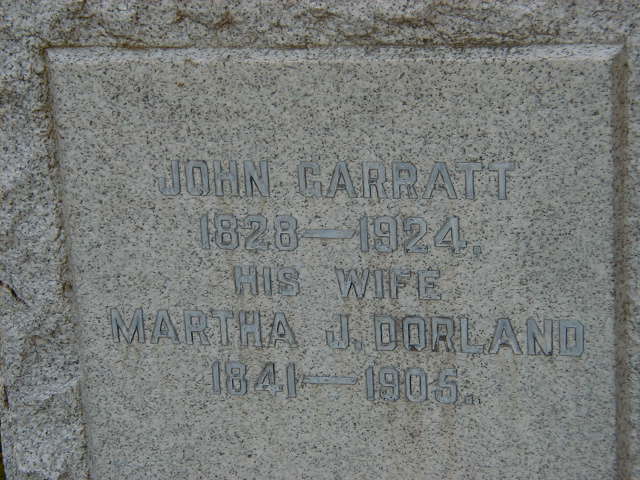 JOHN GARRATT
1828—1924.
HIS WIFE
MARTHA J. DORLAND
1841—1905.